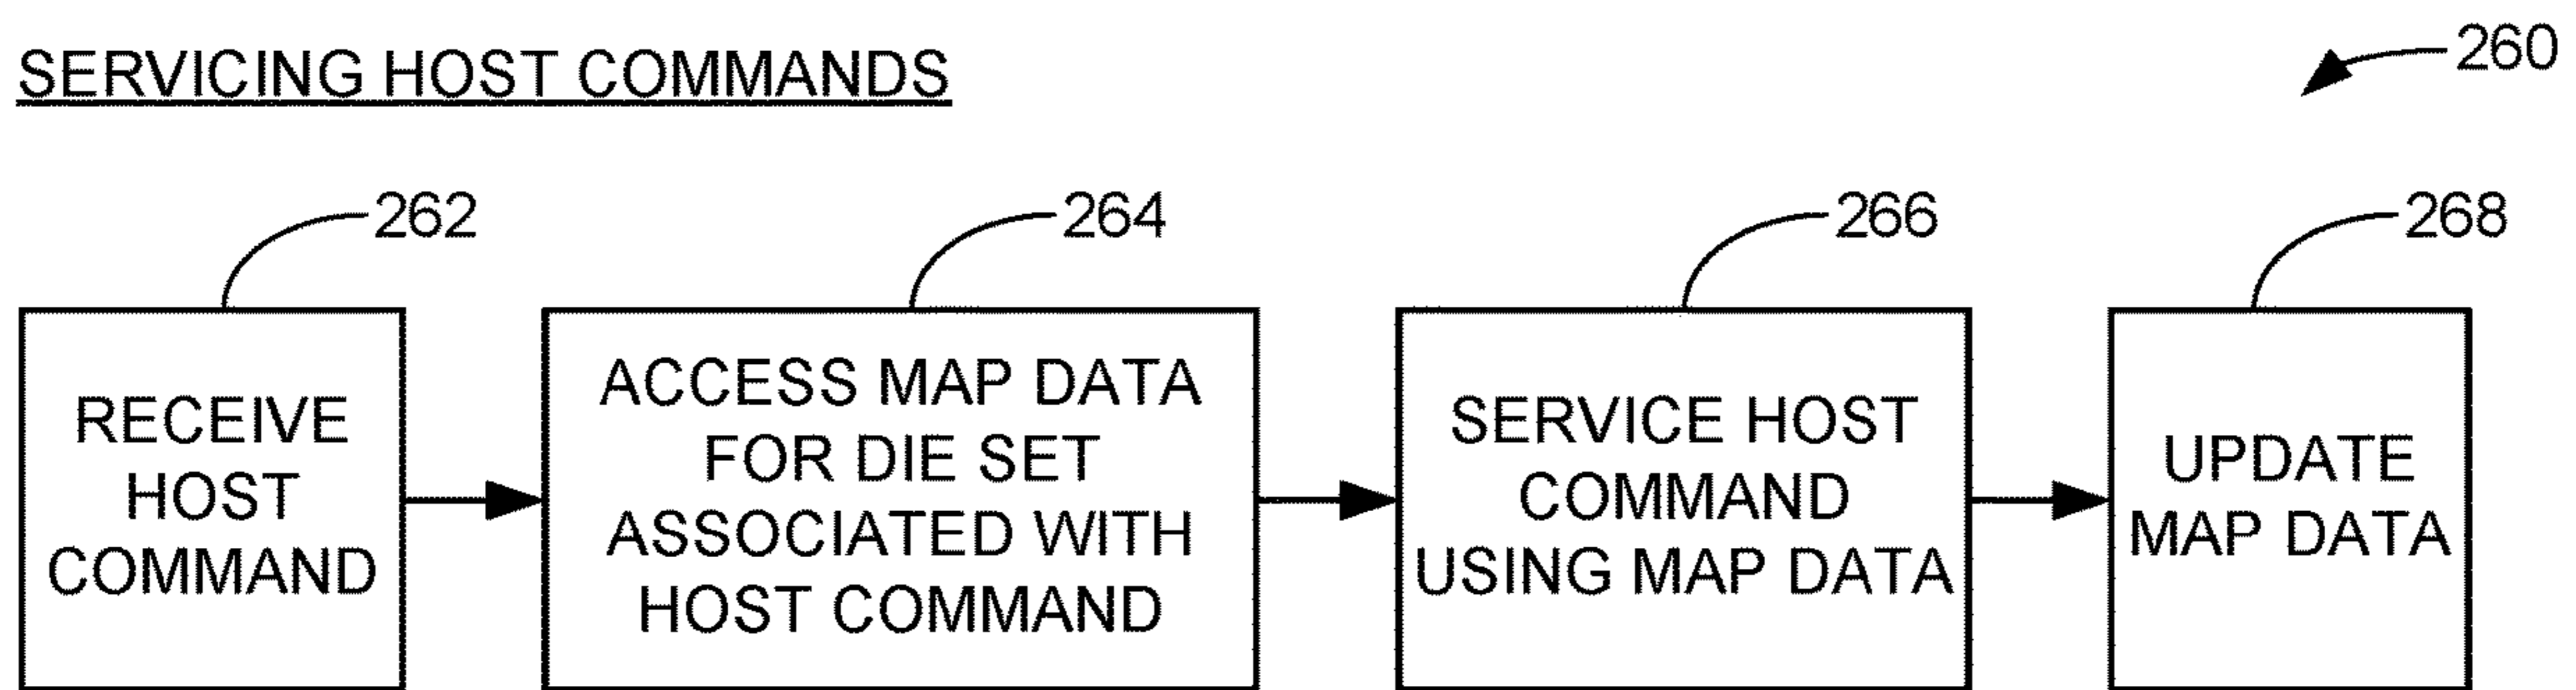 SERVICING HOST COMMANDS
260
262
264
266
268
RECEIVE
HOST
COMMAND
ACCESS MAP DATA
FOR DIE SET
ASSOCIATED WITH
HOST COMMAND
SERVICE HOST
COMMAND
USING MAP DATA
UPDATE
MAP DATA